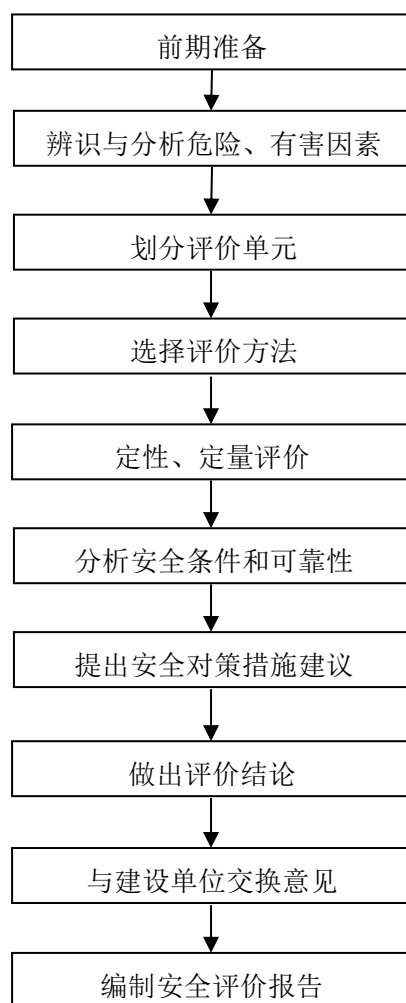 前期准备
辨识与分析危险、有害因素
划分评价单元
选择评价方法
定性、定量评价
分析安全条件和可靠性
提出安全对策措施建议
做出评价结论
与建设单位交换意见
编制安全评价报告